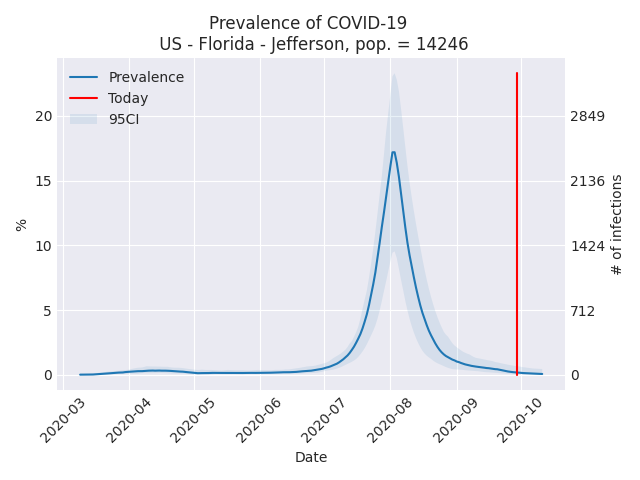 Prevalence of COVID-19
US - Florida - Jefferson, pop. = 14246
Prevalence
Today
95CI
20
15
10
5
0
%
2849
2136
1424
712
0
# of infections
2020-03
2020-04
2020-05
2020-06
2020-07
2020-08
2020-09
2020-10
Date